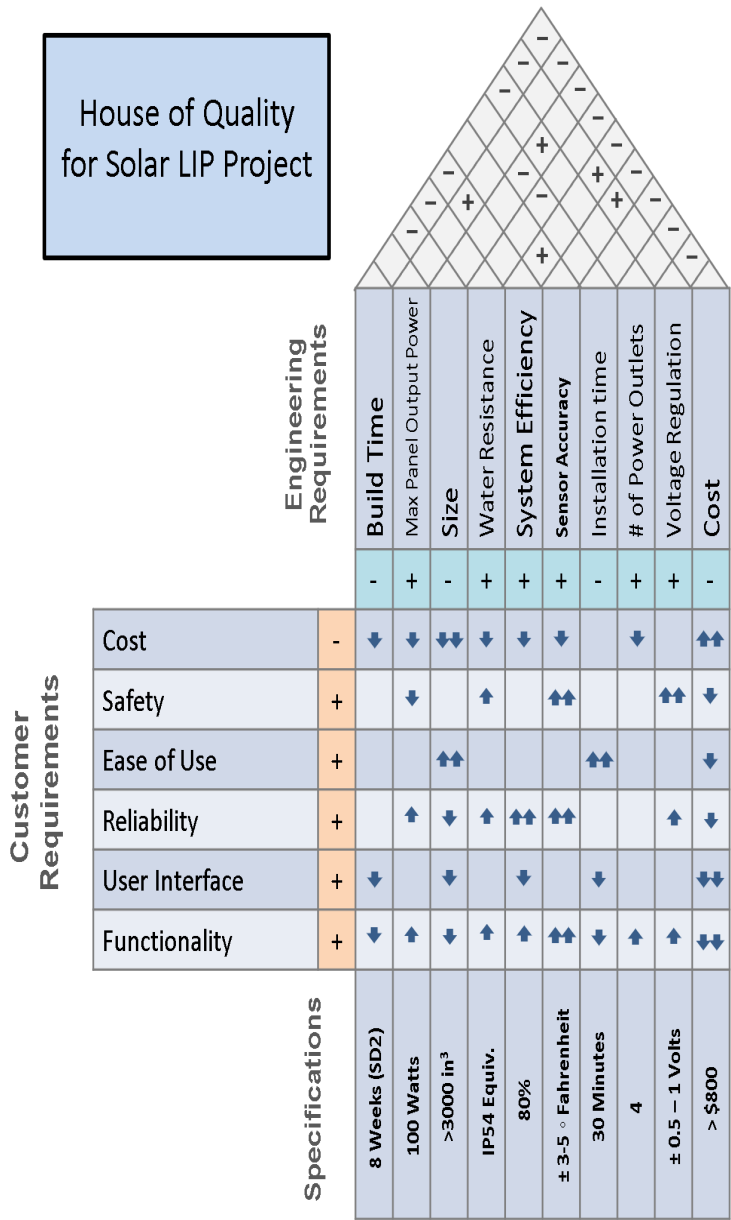 House of Quality
for Solar LIP Project
−
− −
− −
−
+ −
− − + −
− + − + −
− −
+ −
Engineering
Requirements
Build Time
Max Panel Output Power
Size
Water Resistance
System Efficiency
Sensor Accuracy
Installation time
# of Power Outlets
Voltage Regulation
Cost
- + - + + + - + + -
Customer
Requirements
Cost - ⬇ ⬇ ⬇⬇ ⬇ ⬇ ⬇ ⬇ ⬆⬆
Safety + ⬇ ⬆ ⬆⬆ ⬆⬆ ⬇
Ease of Use + ⬆⬆ ⬆⬆ ⬇
Reliability + ⬆ ⬇ ⬆ ⬆⬆ ⬆⬆ ⬆ ⬇
User Interface + ⬇ ⬇ ⬇ ⬇ ⬇⬇
Functionality + ⬇ ⬆ ⬇ ⬆ ⬆ ⬆⬆ ⬇ ⬆ ⬆ ⬇⬇
Specifications
8 Weeks (SD2)
100 Watts
>3000 in³
IP54 Equiv.
80%
± 3-5 ◦ Fahrenheit
30 Minutes
4
± 0.5 – 1 Volts
> $800